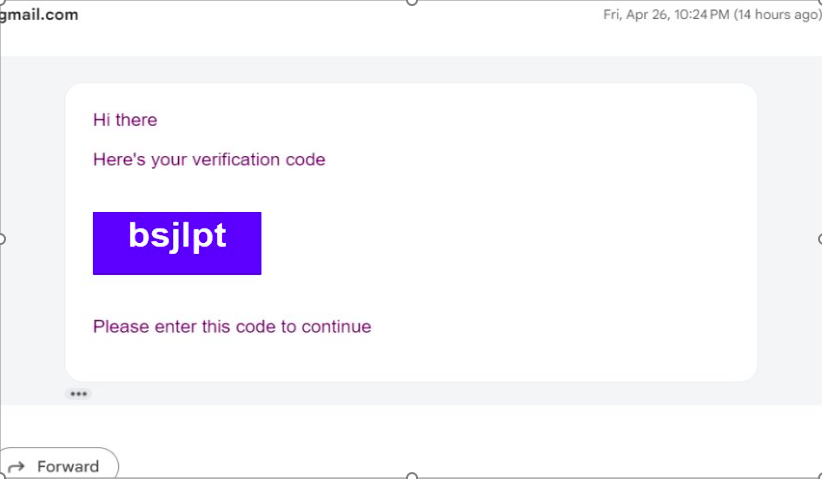 gmail.com
Fri, Apr 26, 10:24 PM (14 hours ago)
Hi there
Here's your verification code
bsjlpt
Please enter this code to continue
Forward